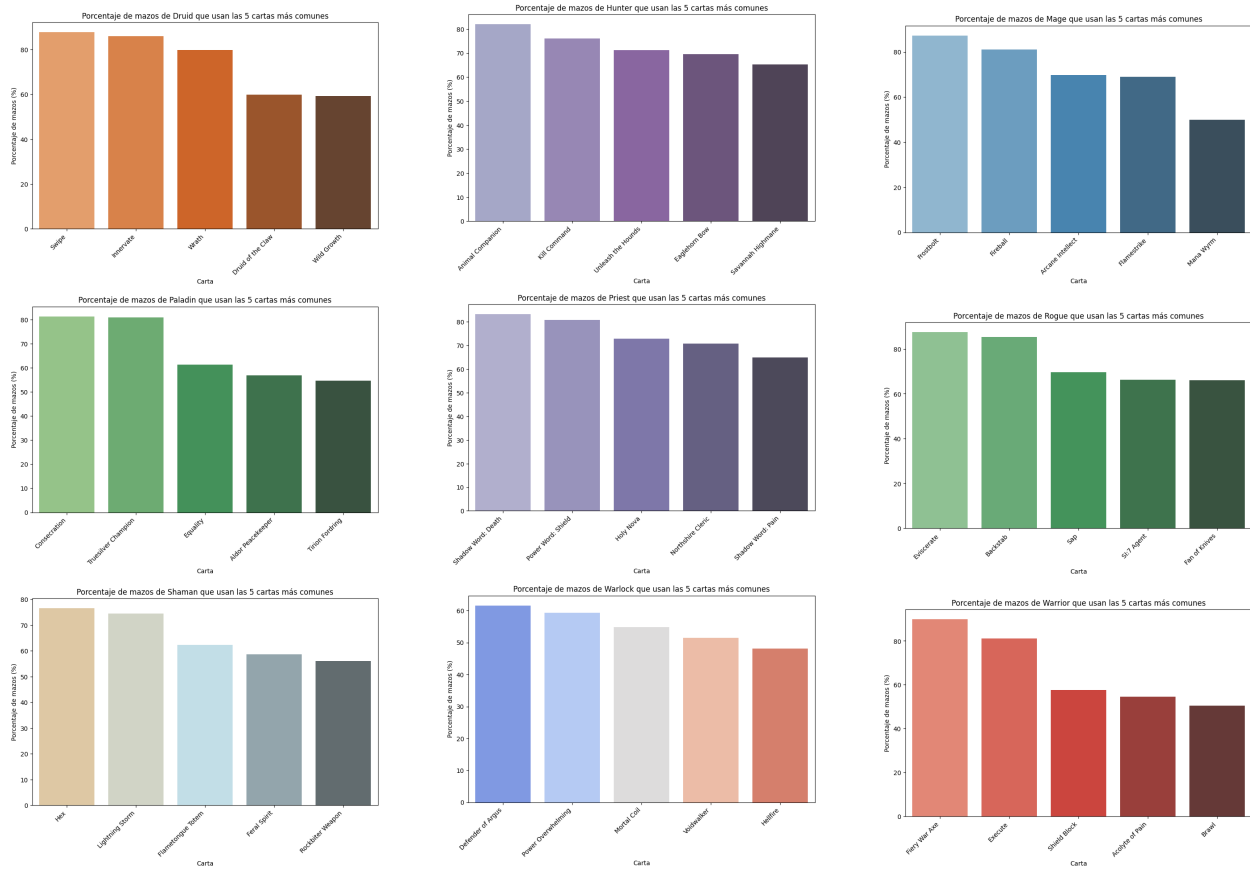 Porcentaje de mazos de Druid que usan las 5 cartas más comunes
Porcentaje de mazos (%)
80
60
40
20
0
Swipe
Innervate
Wrath
Druid of the Claw
Wild Growth
Carta
Porcentaje de mazos de Hunter que usan las 5 cartas más comunes
Porcentaje de mazos (%)
80
70
60
50
40
30
20
10
0
Animal Companion
Kill Command
Unleash the Hounds
Eaglehorn Bow
Savannah Highmane
Carta
Porcentaje de mazos de Mage que usan las 5 cartas más comunes
Porcentaje de mazos (%)
80
60
40
20
0
Frostbolt
Fireball
Arcane Intellect
Flamestrike
Mana Wyrm
Carta
Porcentaje de mazos de Paladin que usan las 5 cartas más comunes
Porcentaje de mazos (%)
80
70
60
50
40
30
20
10
0
Consecration
Truesilver Champion
Equality
Aldor Peacekeeper
Tirion Fordring
Carta
Porcentaje de mazos de Priest que usan las 5 cartas más comunes
Porcentaje de mazos (%)
80
70
60
50
40
30
20
10
0
Shadow Word: Death
Power Word: Shield
Holy Nova
Northshire Cleric
Shadow Word: Pain
Carta
Porcentaje de mazos de Rogue que usan las 5 cartas más comunes
Porcentaje de mazos (%)
80
60
40
20
0
Eviscerate
Backstab
Sap
SI:7 Agent
Fan of Knives
Carta
Porcentaje de mazos de Shaman que usan las 5 cartas más comunes
Porcentaje de mazos (%)
80
70
60
50
40
30
20
10
0
Hex
Lightning Storm
Flametongue Totem
Feral Spirit
Rockbiter Weapon
Carta
Porcentaje de mazos de Warlock que usan las 5 cartas más comunes
Porcentaje de mazos (%)
60
50
40
30
20
10
0
Defender of Argus
Power Overwhelming
Mortal Coil
Voidwalker
Hellfire
Carta
Porcentaje de mazos de Warrior que usan las 5 cartas más comunes
Porcentaje de mazos (%)
80
60
40
20
0
Fiery War Axe
Execute
Shield Block
Acolyte of Pain
Brawl
Carta